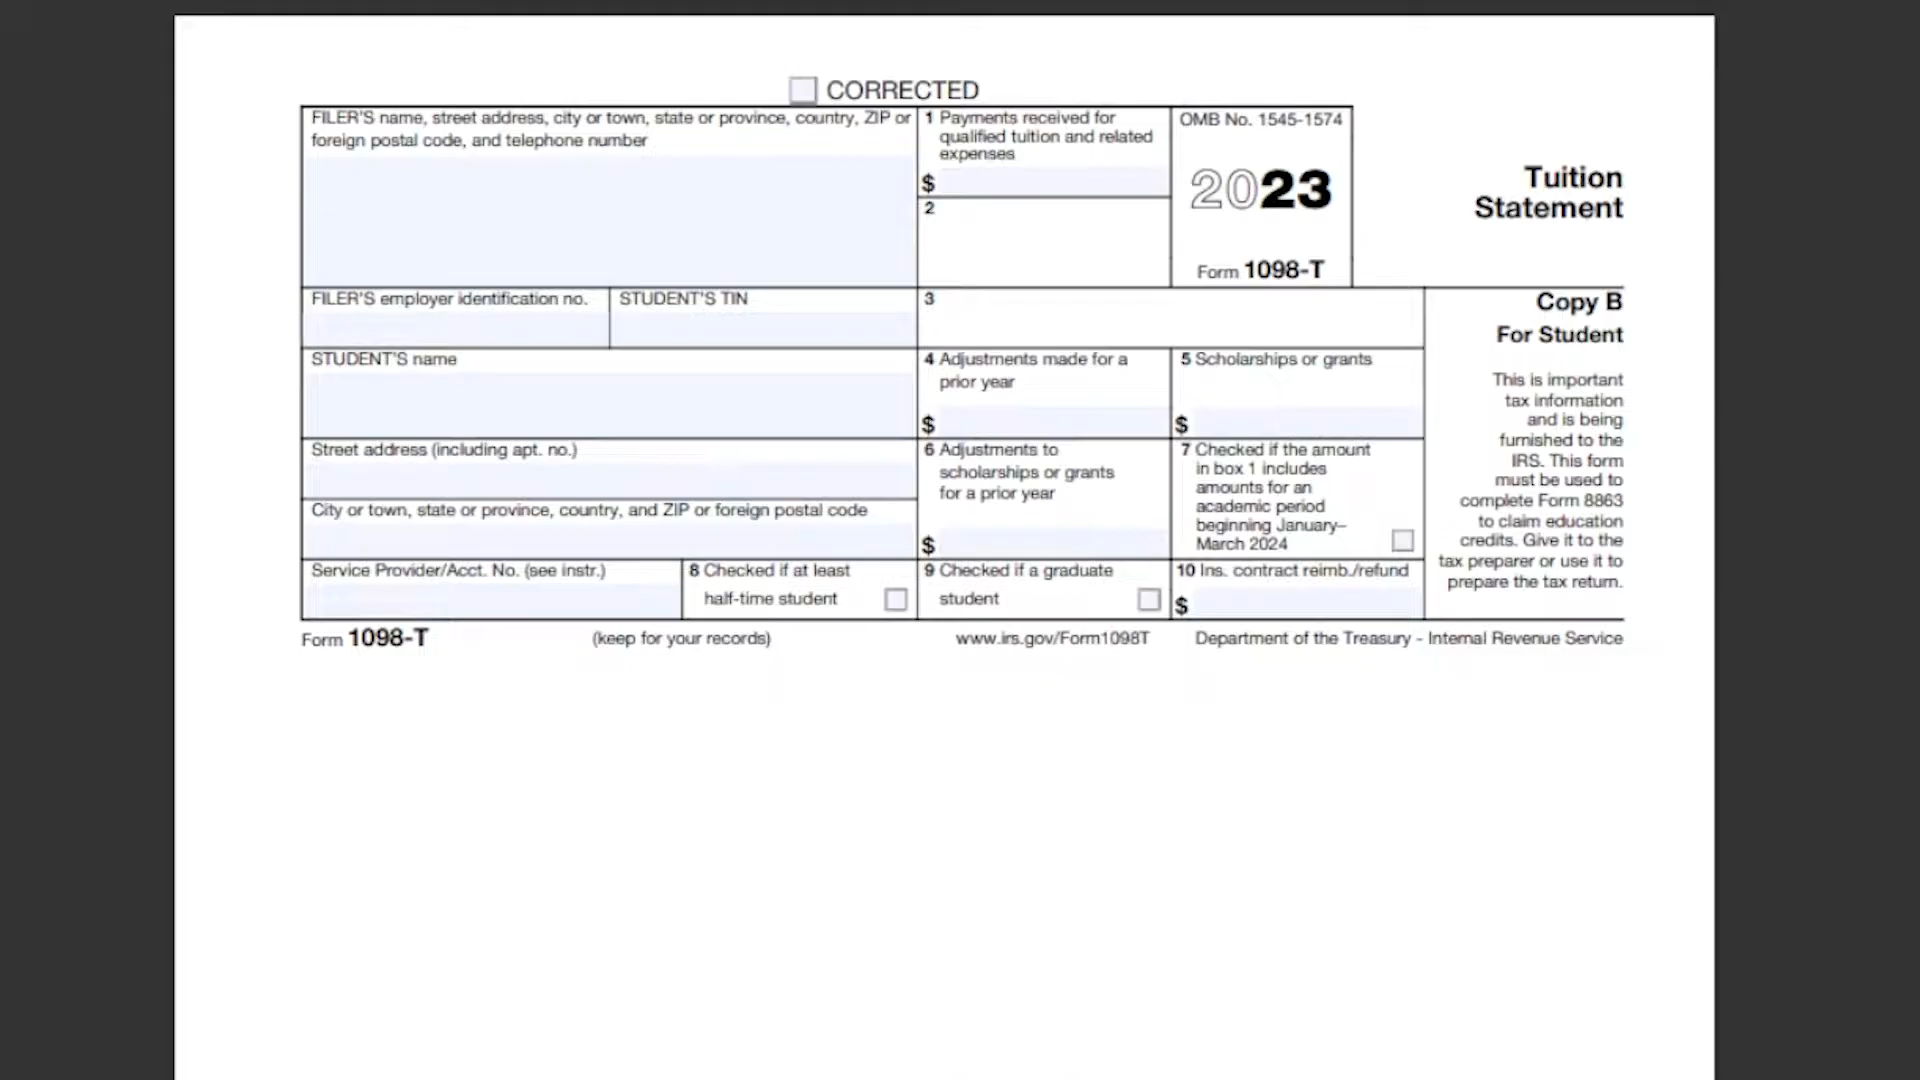 CORRECTED
FILER'S name, street address, city or town, state or province, country, ZIP or
foreign postal code, and telephone number
1 Payments received for
qualified tuition and related
expenses
$
2
OMB No. 1545-1574
2023
Form 1098-T
Tuition
Statement
FILER'S employer identification no.
STUDENT'S TIN
3
Copy B
For Student
This is important
tax information
and is being
furnished to the
IRS. This form
must be used to
complete Form 8863
to claim education
credits. Give it to the
tax preparer or use it to
prepare the tax return.
STUDENT'S name
4 Adjustments made for a
prior year
$
5 Scholarships or grants
$
Street address (including apt. no.)
6 Adjustments to
scholarships or grants
for a prior year
$
7 Checked if the amount
in box 1 includes
amounts for an
academic period
beginning January–
March 2024
City or town, state or province, country, and ZIP or foreign postal code
Service Provider/Acct. No. (see instr.)
8 Checked if at least
half-time student
9 Checked if a graduate
student
10 Ins. contract reimb./refund
$
Form 1098-T
(keep for your records)
www.irs.gov/Form1098T
Department of the Treasury - Internal Revenue Service